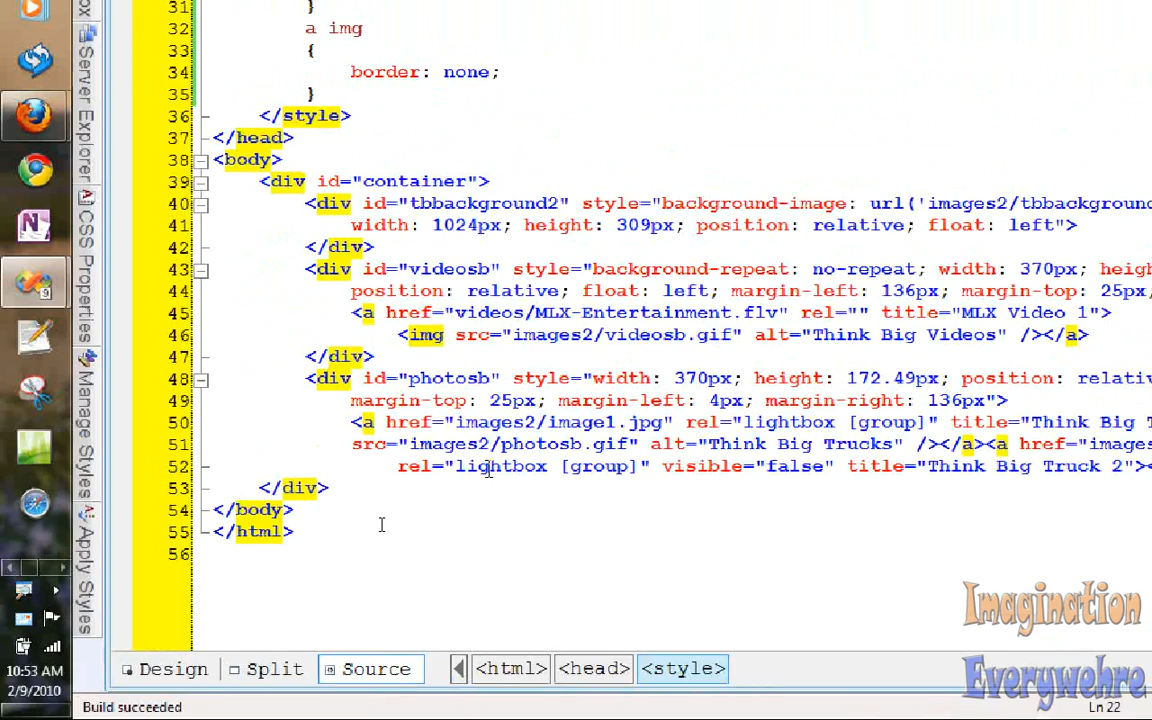 31 }
32 a img
33 {
34 border: none;
35 }
36 </style>
37 </head>
38 <body>
39 <div id="container">
40 <div id="tbbackground2" style="background-image: url('images2/tbbackground
41 width: 1024px; height: 309px; position: relative; float: left">
42 </div>
43 <div id="videosb" style="background-repeat: no-repeat; width: 370px; heig
44 position: relative; float: left; margin-left: 136px; margin-top: 25px
45 <a href="videos/MLX-Entertainment.flv" rel="" title="MLX Video 1">
46 <img src="images2/videosb.gif" alt="Think Big Videos" /></a>
47 </div>
48 <div id="photosb" style="width: 370px; height: 172.49px; position: relativ
49 margin-top: 25px; margin-left: 4px; margin-right: 136px">
50 <a href="images2/image1.jpg" rel="lightbox [group]" title="Think Big T
51 src="images2/photosb.gif" alt="Think Big Trucks" /></a><a href="images
52 rel="lightbox [group]" visible="false" title="Think Big Truck 2"><
53 </div>
54 </body>
55 </html>
56
Server Explorer
CSS Properties
Manage Styles
Apply Styles
Imagination
Everywehre
Design Split Source <html> <head> <style>
Build succeeded
Ln 22
10:53 AM
2/9/2010
9